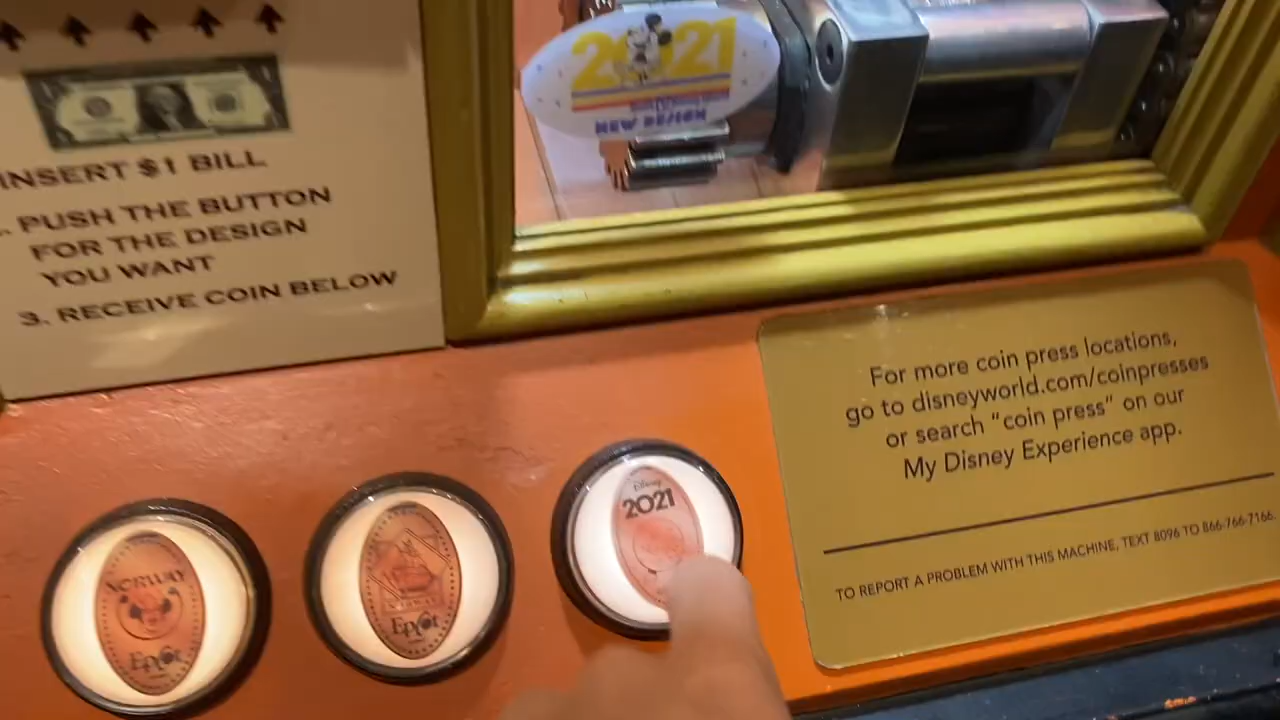 INSERT $1 BILL
. PUSH THE BUTTON
FOR THE DESIGN
YOU WANT
3. RECEIVE COIN BELOW
2021
NEW DESIGN
For more coin press locations,
go to disneyworld.com/coinpresses
or search “coin press” on our
My Disney Experience app.
TO REPORT A PROBLEM WITH THIS MACHINE, TEXT 8096 TO 866-766-7166.
NORWAY
Epcot
NORWAY
Epcot
Disney
2021